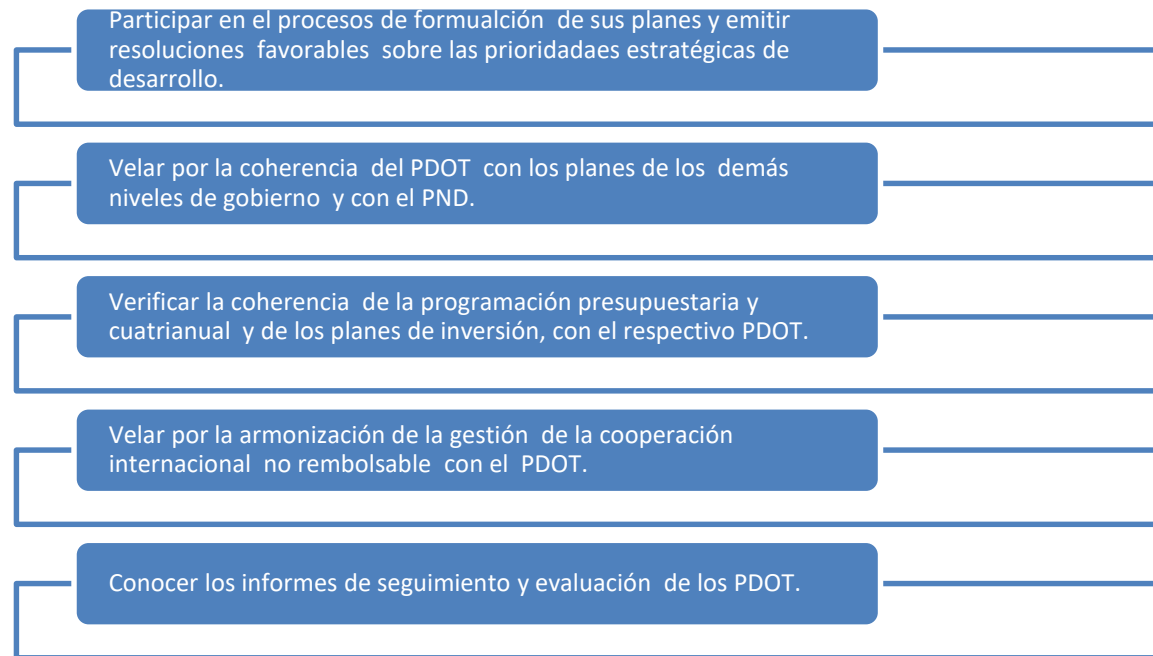 Participar en el procesos de formualción de sus planes y emitir
resoluciones favorables sobre las prioridadaes estratégicas de
desarrollo.
Velar por la coherencia del PDOT con los planes de los demás
niveles de gobierno y con el PND.
Verificar la coherencia de la programación presupuestaria y
cuatrianual y de los planes de inversión, con el respectivo PDOT.
Velar por la armonización de la gestión de la cooperación
internacional no rembolsable con el PDOT.
Conocer los informes de seguimiento y evaluación de los PDOT.